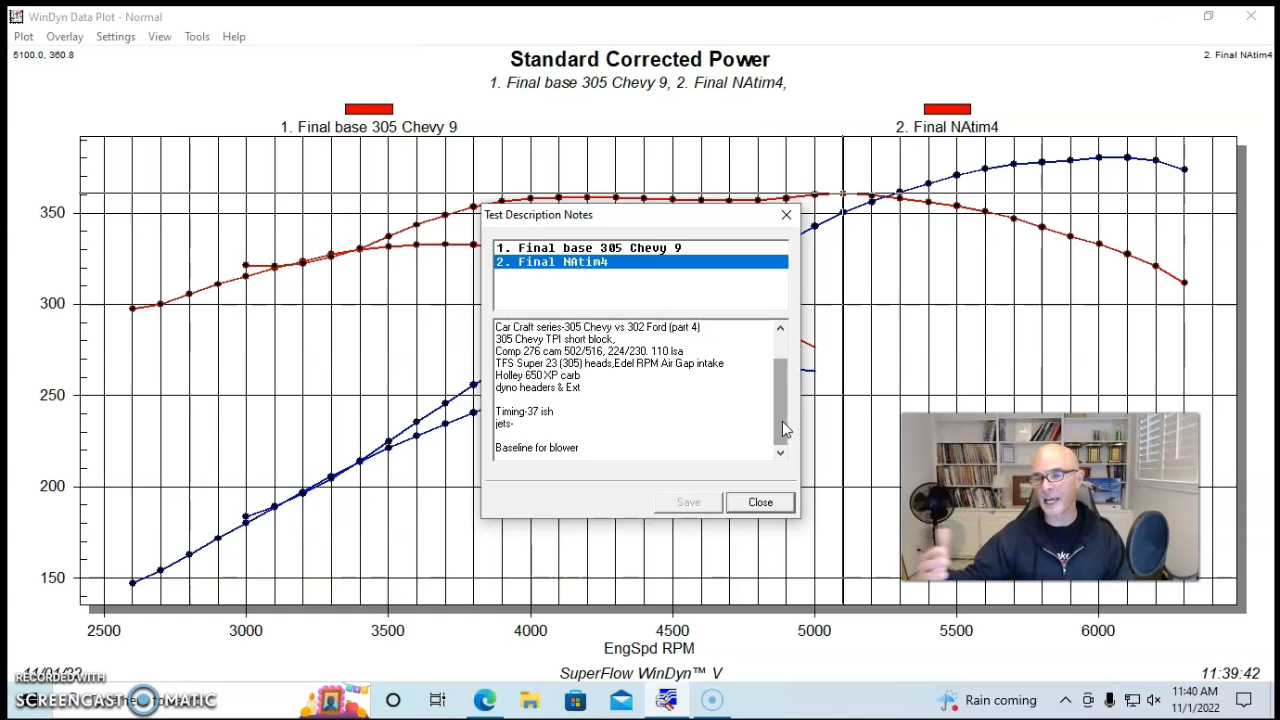 WinDyn Data Plot - Normal
Plot Overlay Settings View Tools Help
5100.0, 360.8
2. Final NAtim4
Standard Corrected Power
1. Final base 305 Chevy 9, 2. Final NAtim4,
1. Final base 305 Chevy 9
2. Final NAtim4
350
300
250
200
150
Test Description Notes
1. Final base 305 Chevy 9
2. Final NAtim4
Car Craft series-305 Chevy vs 302 Ford (part 4)
305 Chevy TPI short block,
Comp 276 cam 502/516, 224/230. 110 lsa
TFS Super 23 (305) heads,Edel RPM Air Gap intake
Holley 650 XP carb
dyno headers & Ext
Timing-37 ish
jets-
Baseline for blower
Save Close
2500 3000 3500 4000 4500 5000 5500 6000
EngSpd RPM
SuperFlow WinDyn™ V
11:39:42
RECORDED WITH
SCREENCAST MATIC
Rain coming
11:40 AM
11/1/2022